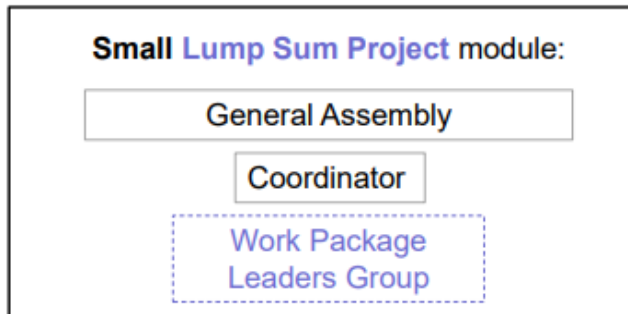 Small Lump Sum Project module:
General Assembly
Coordinator
Work Package
Leaders Group